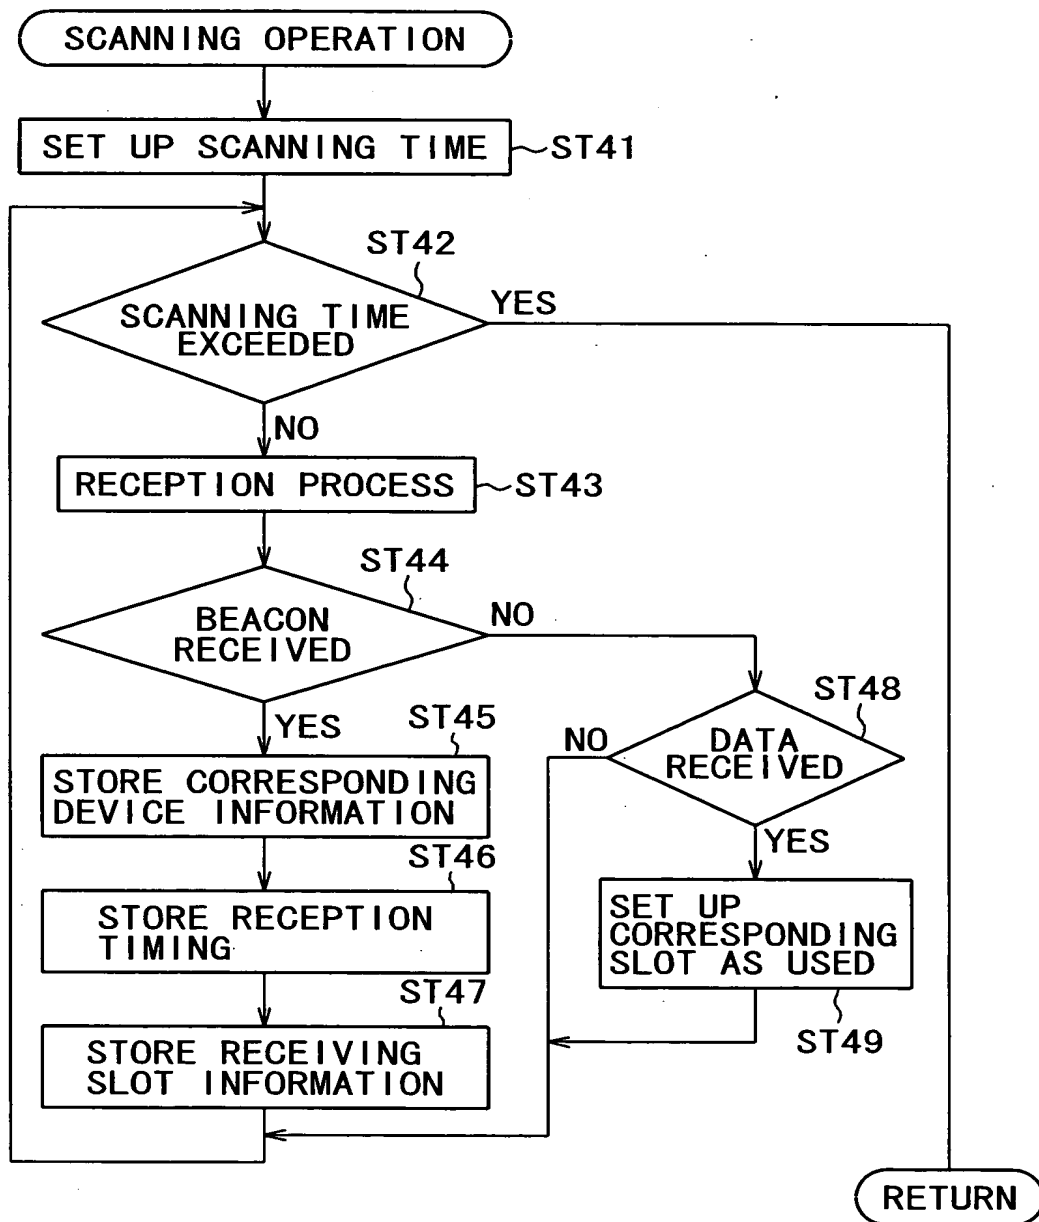 SCANNING OPERATION
SET UP SCANNING TIME
ST41
ST42
SCANNING TIME
EXCEEDED
YES
NO
RECEPTION PROCESS
ST43
ST44
BEACON
RECEIVED
NO
YES
ST45
STORE CORRESPONDING
DEVICE INFORMATION
ST46
STORE RECEPTION
TIMING
ST47
STORE RECEIVING
SLOT INFORMATION
ST48
NO
DATA
RECEIVED
YES
SET UP
CORRESPONDING
SLOT AS USED
ST49
RETURN